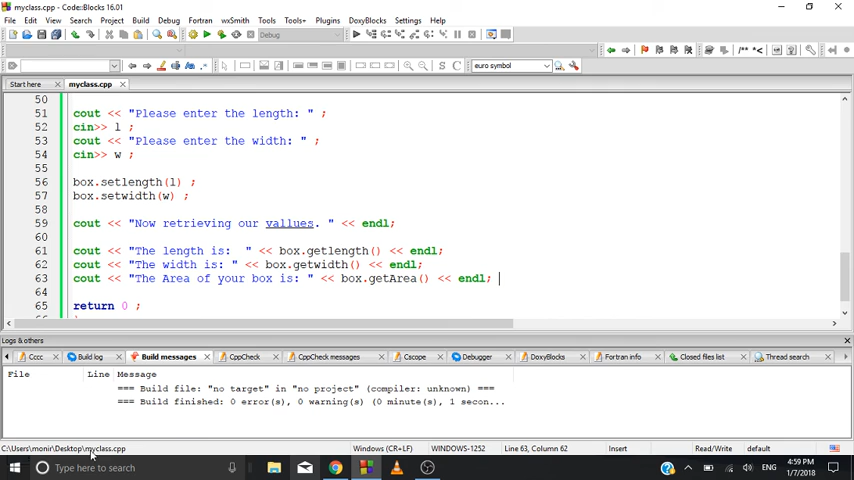 myclass.cpp - Code::Blocks 16.01
File Edit View Search Project Build Debug Fortran wxSmith Tools Tools+ Plugins DoxyBlocks Settings Help
Debug
/** *<
S C euro symbol
Start here myclass.cpp
50
51 cout << "Please enter the length: " ;
52 cin>> l ;
53 cout << "Please enter the width: " ;
54 cin>> w ;
55
56 box.setlength(l) ;
57 box.setwidth(w) ;
58
59 cout << "Now retrieving our vallues. " << endl;
60
61 cout << "The length is:  " << box.getlength() << endl;
62 cout << "The width is: " << box.getwidth() << endl;
63 cout << "The Area of your box is: " << box.getArea() << endl;
64
65 return 0 ;
Logs & others
Cccc Build log Build messages CppCheck CppCheck messages Cscope Debugger DoxyBlocks Fortran info Closed files list Thread search
File Line Message
=== Build file: "no target" in "no project" (compiler: unknown) ===
=== Build finished: 0 error(s), 0 warning(s) (0 minute(s), 1 secon...
C:\Users\monir\Desktop\myclass.cpp Windows (CR+LF) WINDOWS-1252 Line 63, Column 62 Insert Read/Write default
Type here to search ENG 4:59 PM
1/7/2018